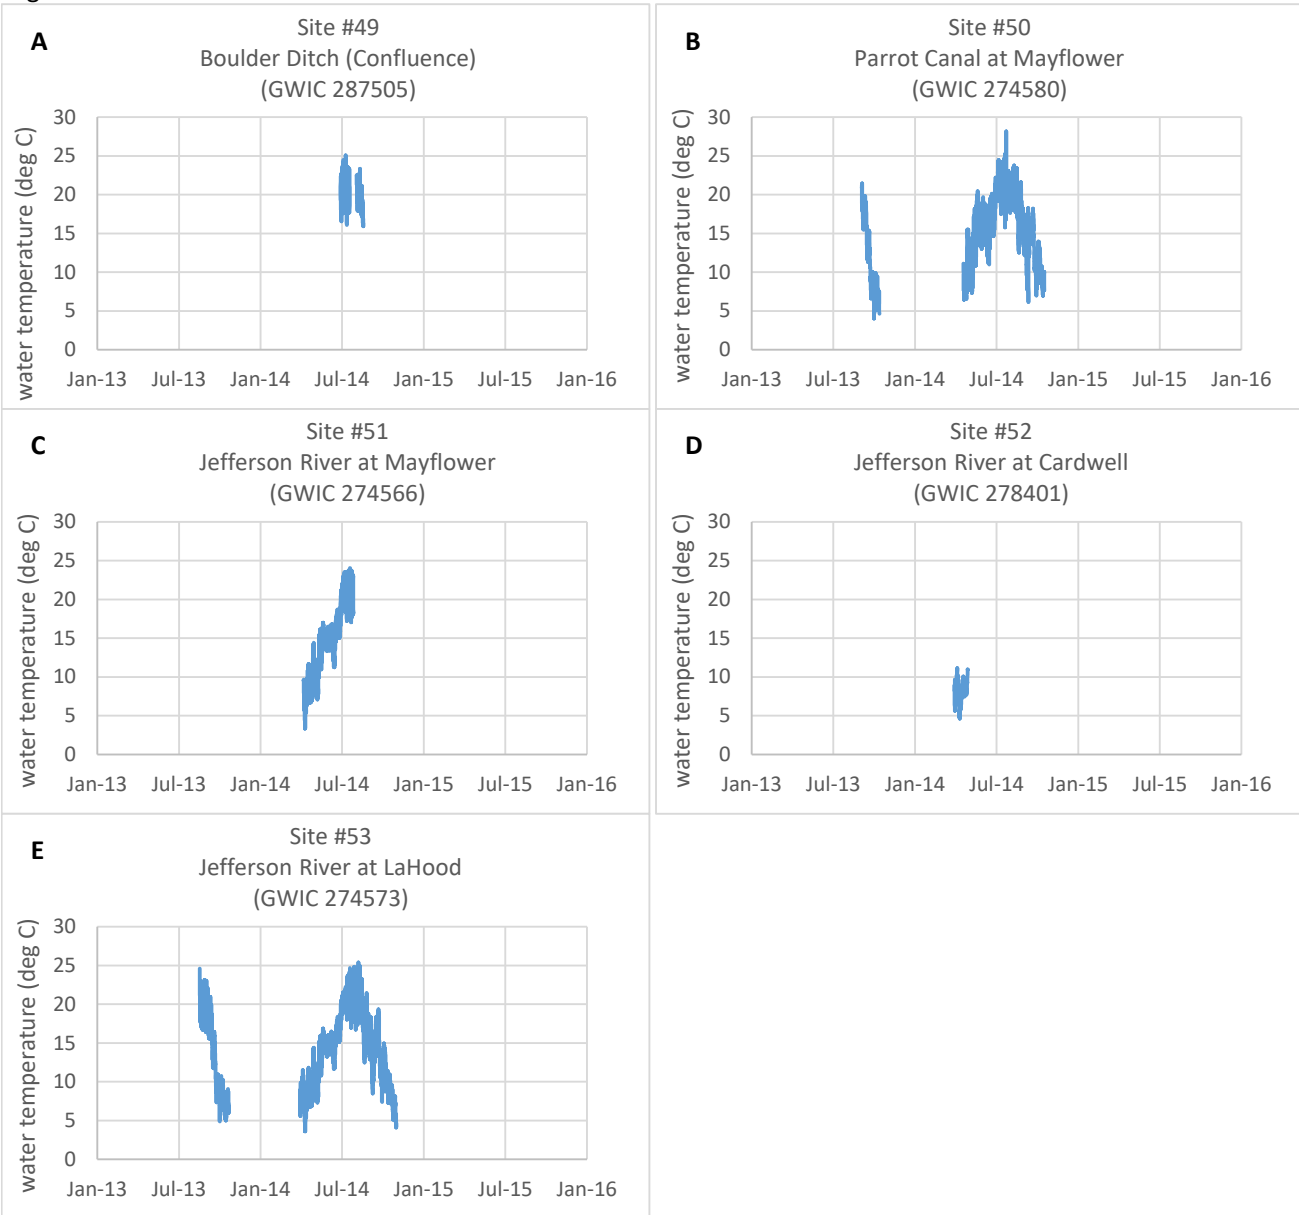 A
Site #49
Boulder Ditch (Confluence)
(GWIC 287505)
water temperature (deg C)
30
25
20
15
10
5
0
Jan-13 Jul-13 Jan-14 Jul-14 Jan-15 Jul-15 Jan-16
B
Site #50
Parrot Canal at Mayflower
(GWIC 274580)
water temperature (deg C)
30
25
20
15
10
5
0
Jan-13 Jul-13 Jan-14 Jul-14 Jan-15 Jul-15 Jan-16
C
Site #51
Jefferson River at Mayflower
(GWIC 274566)
water temperature (deg C)
30
25
20
15
10
5
0
Jan-13 Jul-13 Jan-14 Jul-14 Jan-15 Jul-15 Jan-16
D
Site #52
Jefferson River at Cardwell
(GWIC 278401)
water temperature (deg C)
30
25
20
15
10
5
0
Jan-13 Jul-13 Jan-14 Jul-14 Jan-15 Jul-15 Jan-16
E
Site #53
Jefferson River at LaHood
(GWIC 274573)
water temperature (deg C)
30
25
20
15
10
5
0
Jan-13 Jul-13 Jan-14 Jul-14 Jan-15 Jul-15 Jan-16